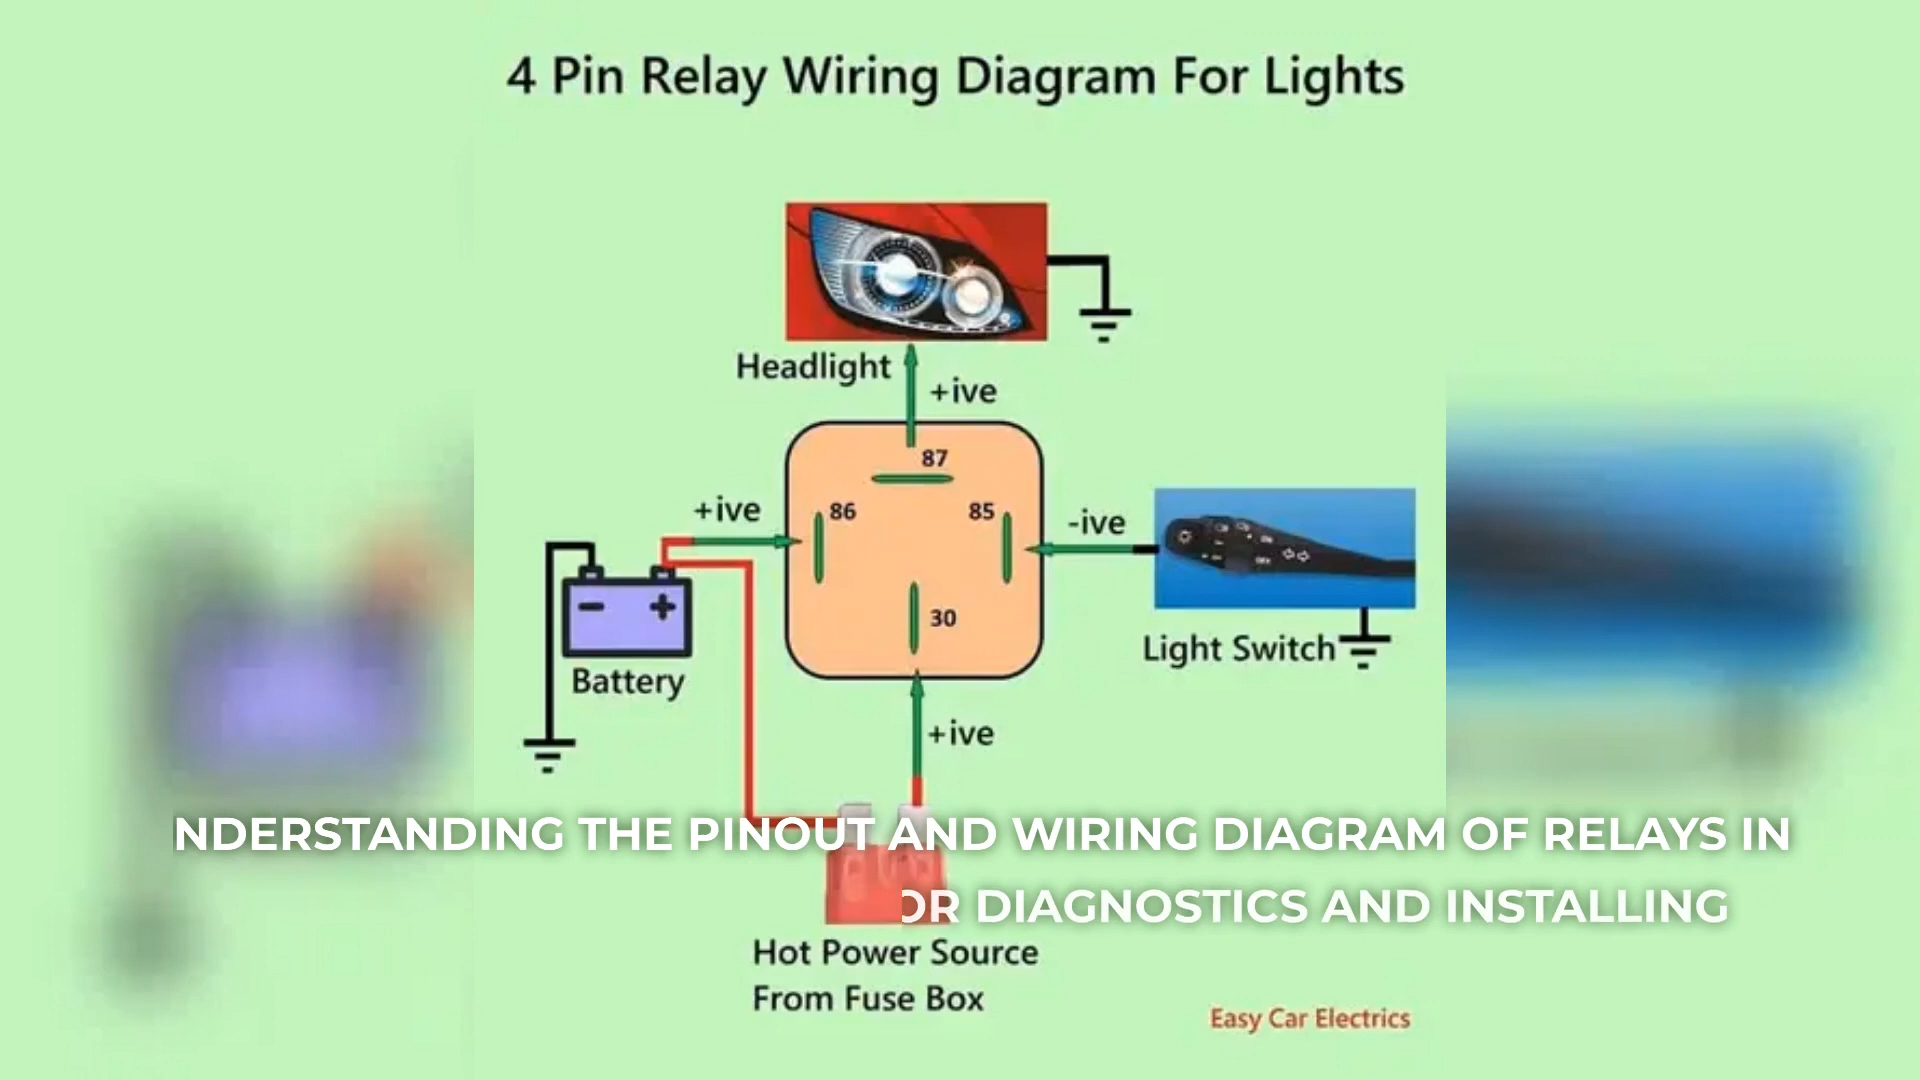 4 Pin Relay Wiring Diagram For Lights
Headlight
+ive
87
+ive
86
85
-ive
30
Battery
Light Switch
+ive
NDERSTANDING THE PINOUT AND WIRING DIAGRAM OF RELAYS IN
OR DIAGNOSTICS AND INSTALLING
Hot Power Source
From Fuse Box
Easy Car Electrics